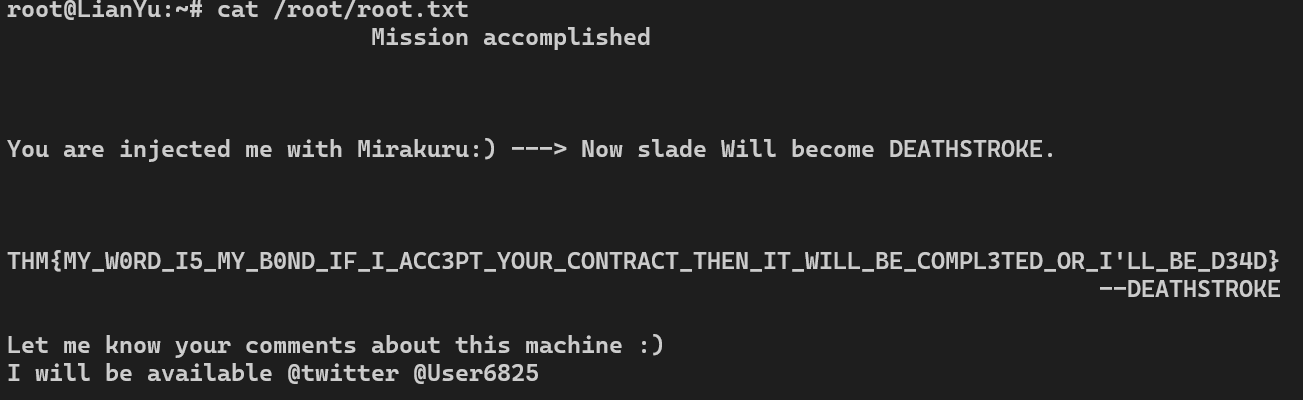 root@LianYu:~# cat /root/root.txt
Mission accomplished
You are injected me with Mirakuru:) ---> Now slade Will become DEATHSTROKE.
THM{MY_W0RD_I5_MY_B0ND_IF_I_ACC3PT_YOUR_CONTRACT_THEN_IT_WILL_BE_COMPL3TED_OR_I'LL_BE_D34D}
--DEATHSTROKE
Let me know your comments about this machine :)
I will be available @twitter @User6825